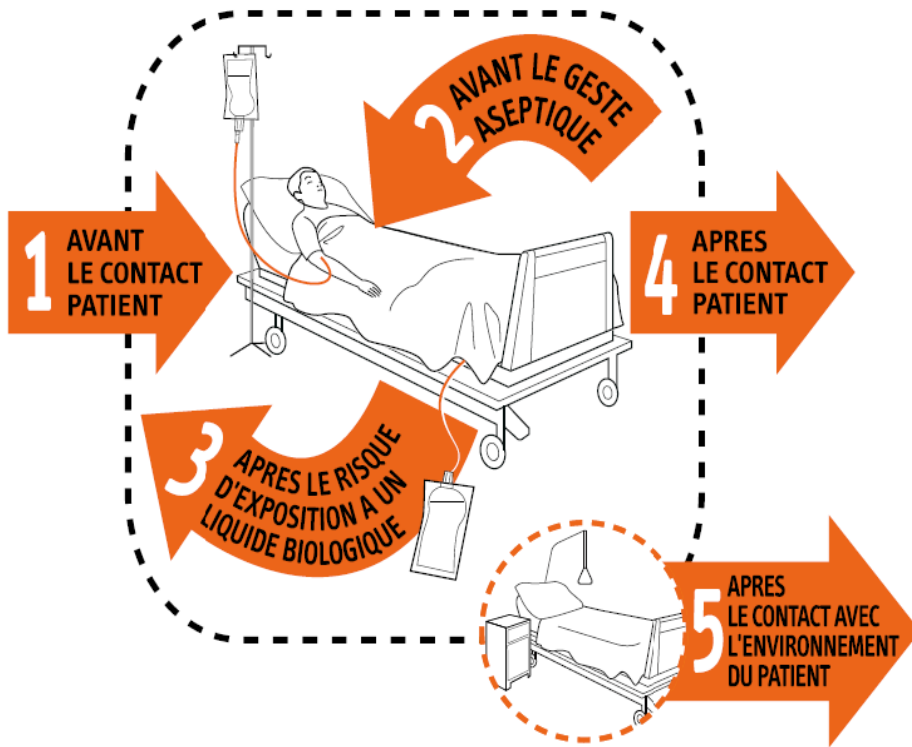 1 AVANT
LE CONTACT
PATIENT
2 AVANT LE GESTE
ASEPTIQUE
3 APRES LE RISQUE
D'EXPOSITION A UN
LIQUIDE BIOLOGIQUE
4 APRES
LE CONTACT
PATIENT
5 APRES
LE CONTACT AVEC
L'ENVIRONNEMENT
DU PATIENT